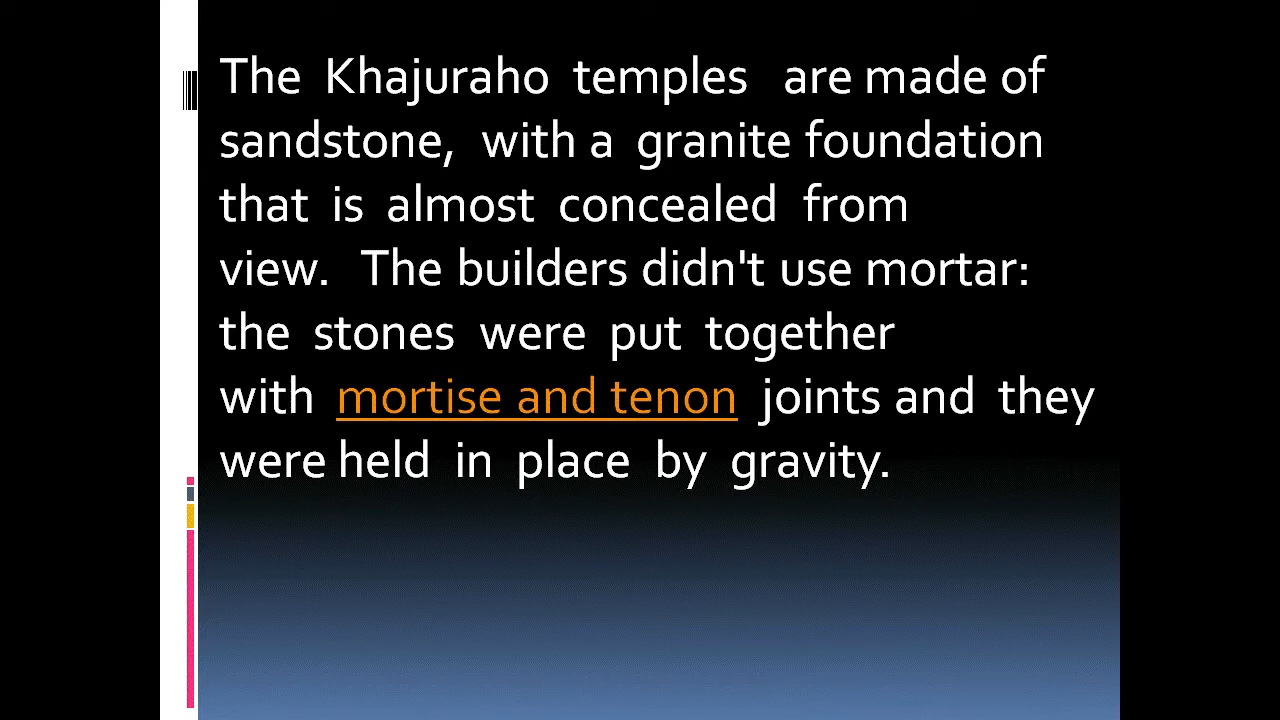 The Khajuraho temples are made of
sandstone, with a granite foundation
that is almost concealed from
view. The builders didn't use mortar:
the stones were put together
with mortise and tenon joints and they
were held in place by gravity.